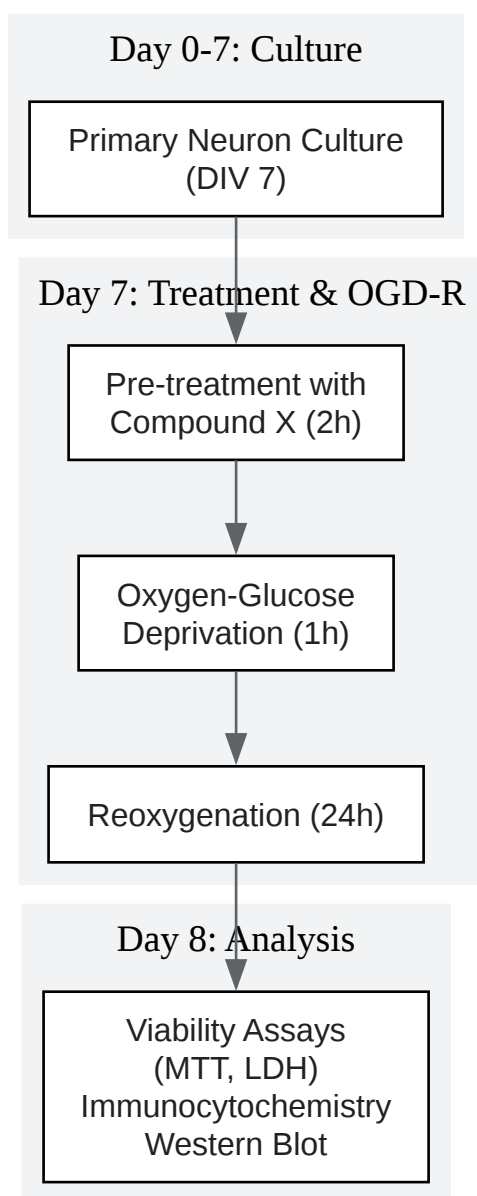 Day 0-7: Culture
Primary Neuron Culture
(DIV 7)
Day 7: Treatment & OGD-R
Pre-treatment with
Compound X (2h)
Oxygen-Glucose
Deprivation (1h)
Reoxygenation (24h)
Day 8: Analysis
Viability Assays
(MTT, LDH)
Immunocytochemistry
Western Blot